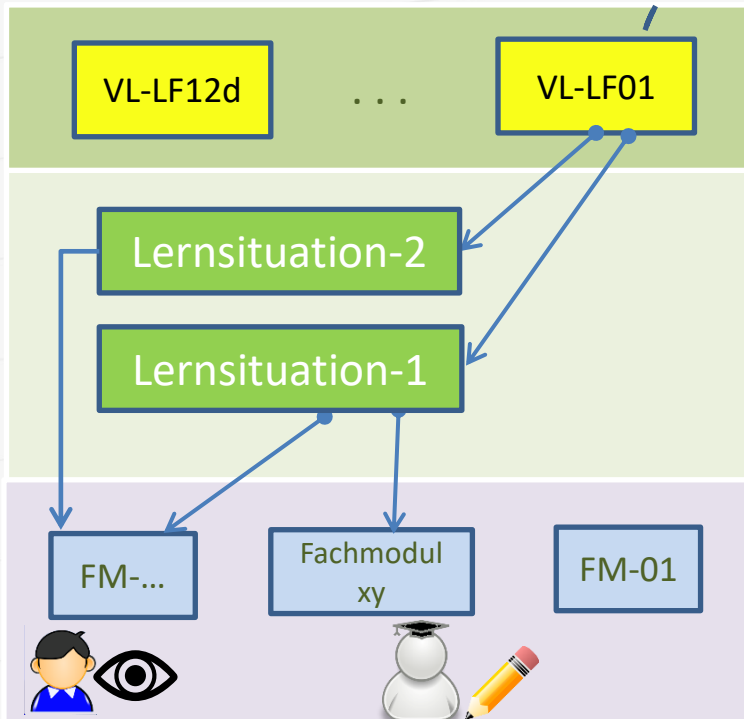 VL-LF12d
. . .
VL-LF01
Lernsituation-2
Lernsituation-1
FM-...
Fachmodul
xy
FM-01